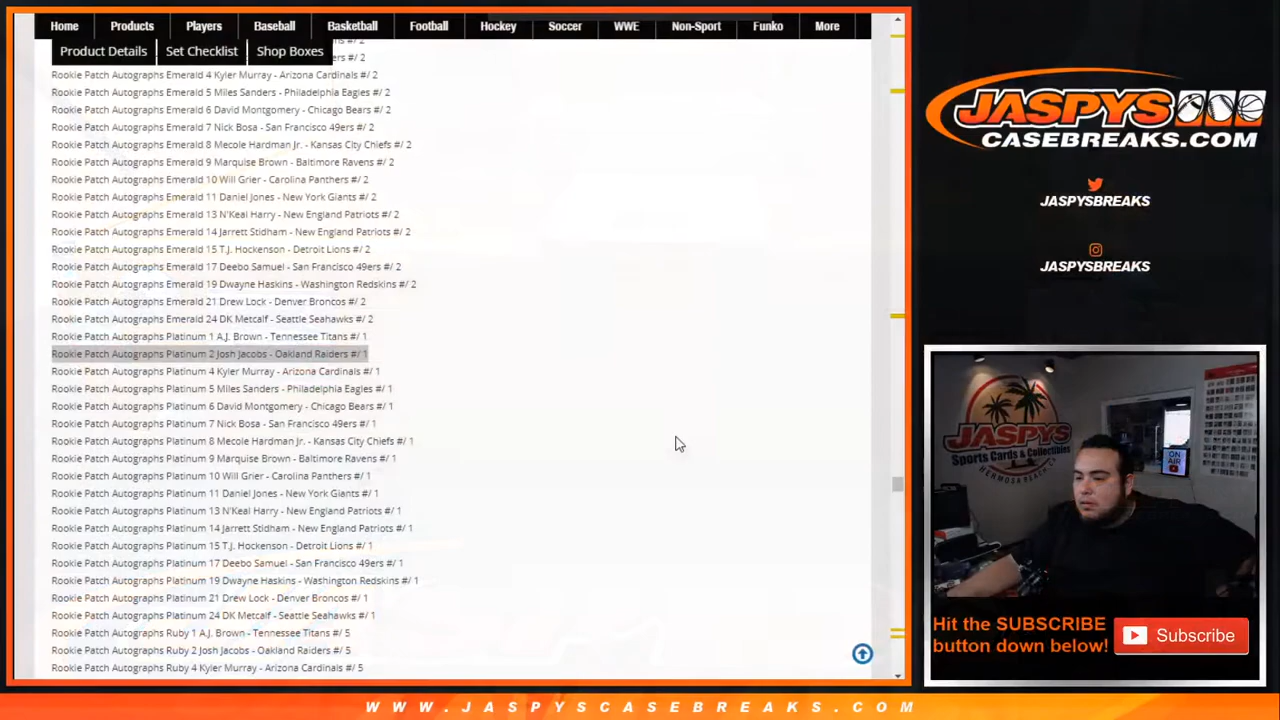 Home Products Players Baseball Basketball Football Hockey Soccer WWE Non-Sport Funko More
Product Details Set Checklist Shop Boxes
Rookie Patch Autographs Emerald 4 Kyler Murray - Arizona Cardinals #/ 2
Rookie Patch Autographs Emerald 5 Miles Sanders - Philadelphia Eagles #/ 2
Rookie Patch Autographs Emerald 6 David Montgomery - Chicago Bears #/ 2
Rookie Patch Autographs Emerald 7 Nick Bosa - San Francisco 49ers #/ 2
Rookie Patch Autographs Emerald 8 Mecole Hardman Jr. - Kansas City Chiefs #/ 2
Rookie Patch Autographs Emerald 9 Marquise Brown - Baltimore Ravens #/ 2
Rookie Patch Autographs Emerald 10 Will Grier - Carolina Panthers #/ 2
Rookie Patch Autographs Emerald 11 Daniel Jones - New York Giants #/ 2
Rookie Patch Autographs Emerald 13 N'Keal Harry - New England Patriots #/ 2
Rookie Patch Autographs Emerald 14 Jarrett Stidham - New England Patriots #/ 2
Rookie Patch Autographs Emerald 15 T.J. Hockenson - Detroit Lions #/ 2
Rookie Patch Autographs Emerald 17 Deebo Samuel - San Francisco 49ers #/ 2
Rookie Patch Autographs Emerald 19 Dwayne Haskins - Washington Redskins #/ 2
Rookie Patch Autographs Emerald 21 Drew Lock - Denver Broncos #/ 2
Rookie Patch Autographs Emerald 24 DK Metcalf - Seattle Seahawks #/ 2
Rookie Patch Autographs Platinum 1 A.J. Brown - Tennessee Titans #/ 1
Rookie Patch Autographs Platinum 2 Josh Jacobs - Oakland Raiders #/ 1
Rookie Patch Autographs Platinum 4 Kyler Murray - Arizona Cardinals #/ 1
Rookie Patch Autographs Platinum 5 Miles Sanders - Philadelphia Eagles #/ 1
Rookie Patch Autographs Platinum 6 David Montgomery - Chicago Bears #/ 1
Rookie Patch Autographs Platinum 7 Nick Bosa - San Francisco 49ers #/ 1
Rookie Patch Autographs Platinum 8 Mecole Hardman Jr. - Kansas City Chiefs #/ 1
Rookie Patch Autographs Platinum 9 Marquise Brown - Baltimore Ravens #/ 1
Rookie Patch Autographs Platinum 10 Will Grier - Carolina Panthers #/ 1
Rookie Patch Autographs Platinum 11 Daniel Jones - New York Giants #/ 1
Rookie Patch Autographs Platinum 13 N'Keal Harry - New England Patriots #/ 1
Rookie Patch Autographs Platinum 14 Jarrett Stidham - New England Patriots #/ 1
Rookie Patch Autographs Platinum 15 T.J. Hockenson - Detroit Lions #/ 1
Rookie Patch Autographs Platinum 17 Deebo Samuel - San Francisco 49ers #/ 1
Rookie Patch Autographs Platinum 19 Dwayne Haskins - Washington Redskins #/ 1
Rookie Patch Autographs Platinum 21 Drew Lock - Denver Broncos #/ 1
Rookie Patch Autographs Platinum 24 DK Metcalf - Seattle Seahawks #/ 1
Rookie Patch Autographs Ruby 1 A.J. Brown - Tennessee Titans #/ 5
Rookie Patch Autographs Ruby 2 Josh Jacobs - Oakland Raiders #/ 5
Rookie Patch Autographs Ruby 4 Kyler Murray - Arizona Cardinals #/ 5
JASPYS
CASEBREAKS.COM
JASPYSBREAKS
JASPYSBREAKS
JASPYS
Sports Cards & Collectibles
HERMOSA BEACH, CA
ON AIR
Hit the SUBSCRIBE
button down below!
Subscribe
WWW.JASPYSCASEBREAKS.COM